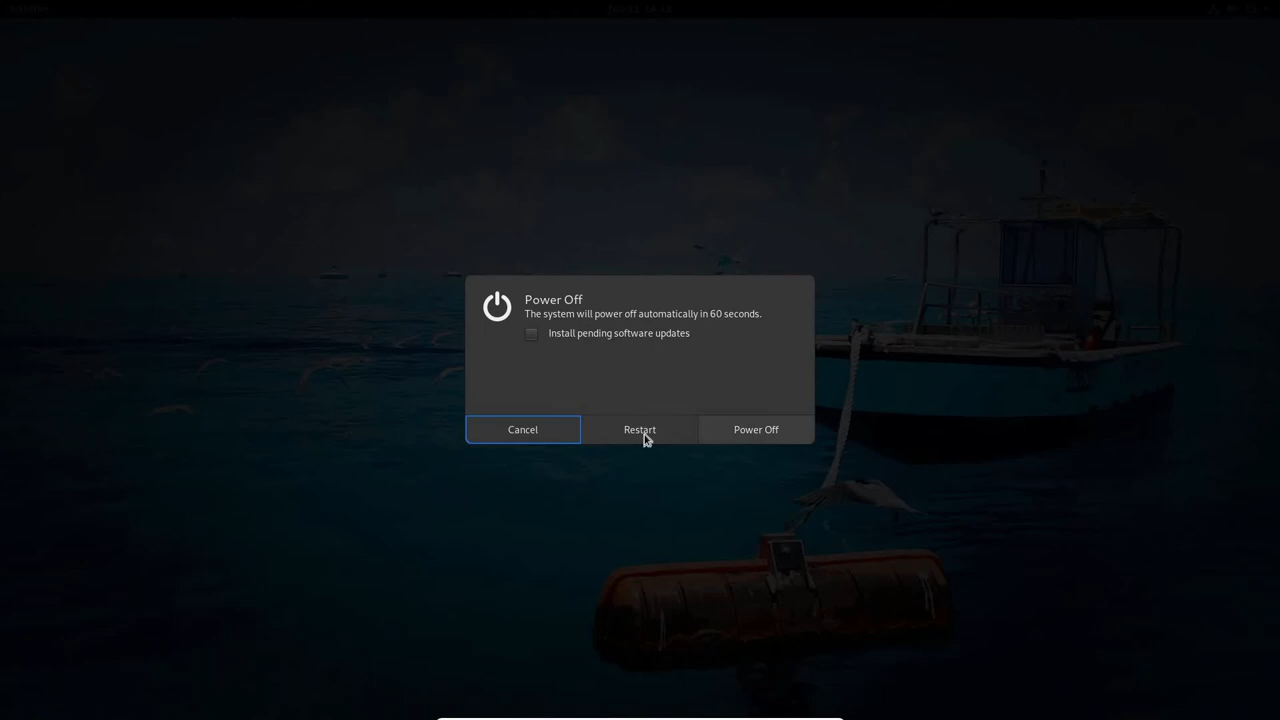 Power Off
The system will power off automatically in 60 seconds.
Install pending software updates
Cancel
Restart
Power Off